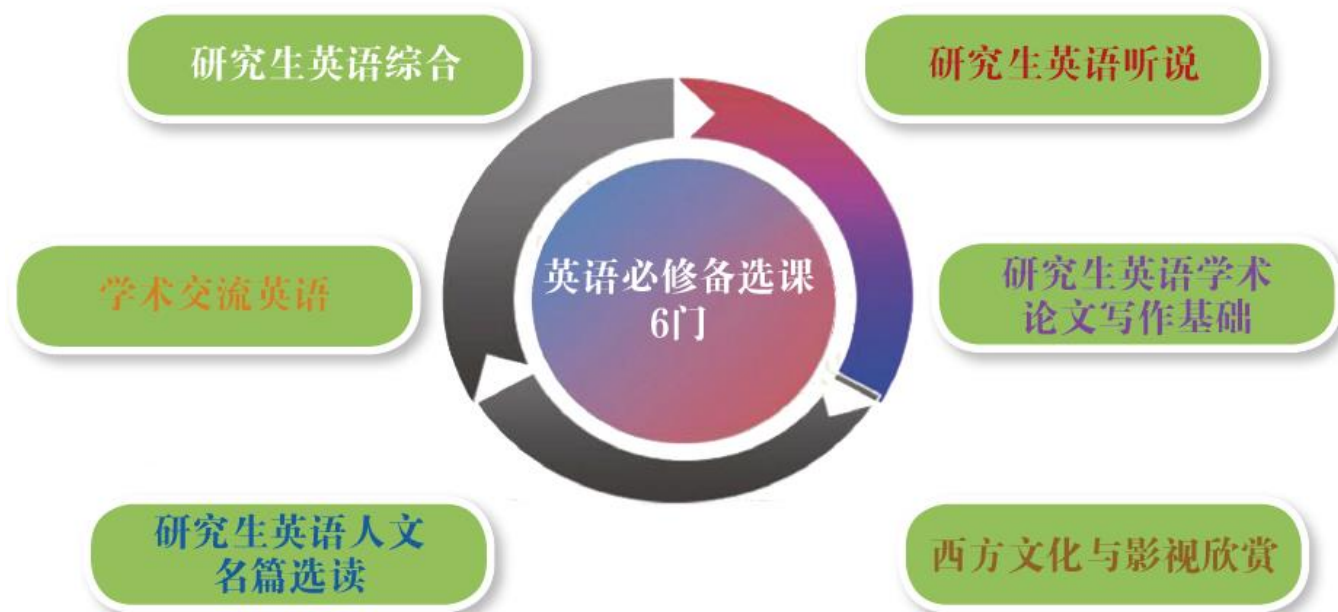 研究生英语综合
研究生英语听说
英语必修备选课
6门
学术交流英语
研究生英语学术
论文写作基础
研究生英语人文
名篇选读
西方文化与影视欣赏